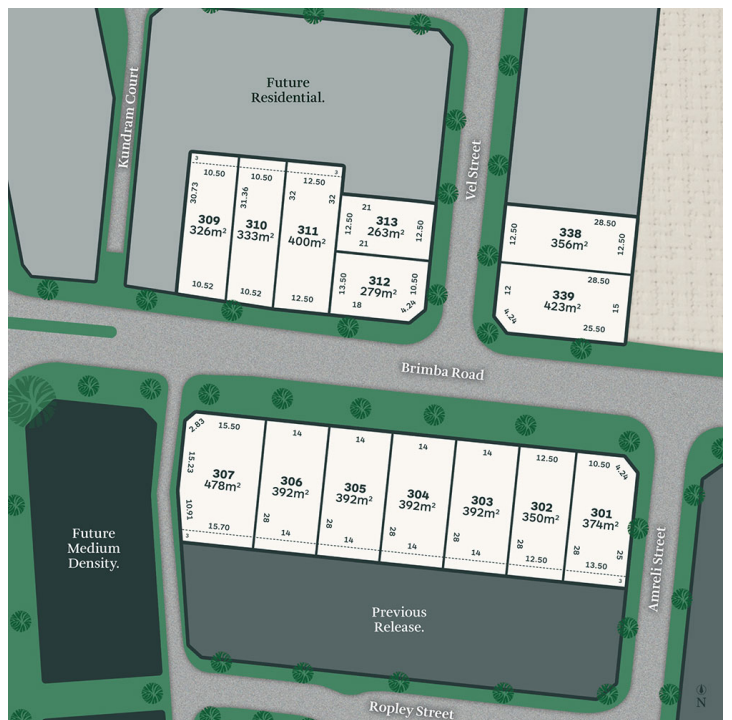 Future
Residential.
Kundram Court
Vel Street
3
3
10.50
10.50
12.50
30.73
31.36
32
32
309
326m²
310
333m²
311
400m²
10.52
10.52
12.50
21
12.50
313
263m²
12.50
21
312
279m²
13.50
10.50
18
4.24
28.50
12.50
338
356m²
12.50
28.50
12
339
423m²
15
4.24
25.50
Brimba Road
2.83
15.50
14
14
14
14
12.50
10.50
4.24
15.23
307
478m²
306
392m²
305
392m²
304
392m²
303
392m²
302
350m²
301
374m²
10.91
28
28
28
28
28
28
25
3
15.70
14
14
14
14
12.50
13.50
3
Future
Medium
Density.
Amreli Street
Previous
Release.
Ropley Street
N